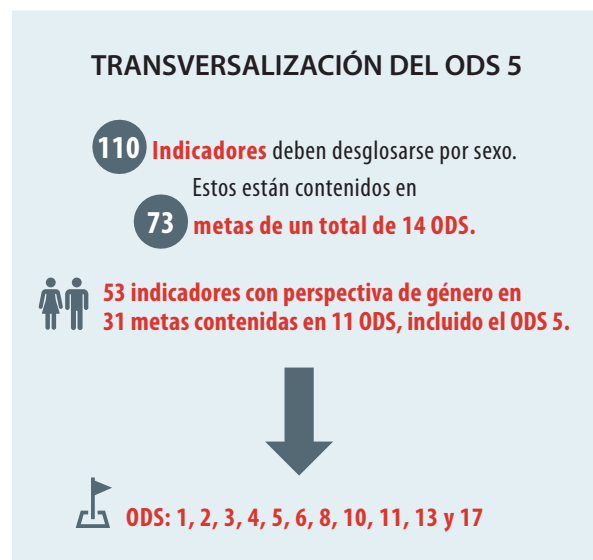 TRANSVERSALIZACIÓN DEL ODS 5
110 Indicadores deben desglosarse por sexo.
Estos están contenidos en
73 metas de un total de 14 ODS.
53 indicadores con perspectiva de género en
31 metas contenidas en 11 ODS, incluido el ODS 5.
ODS: 1, 2, 3, 4, 5, 6, 8, 10, 11, 13 y 17